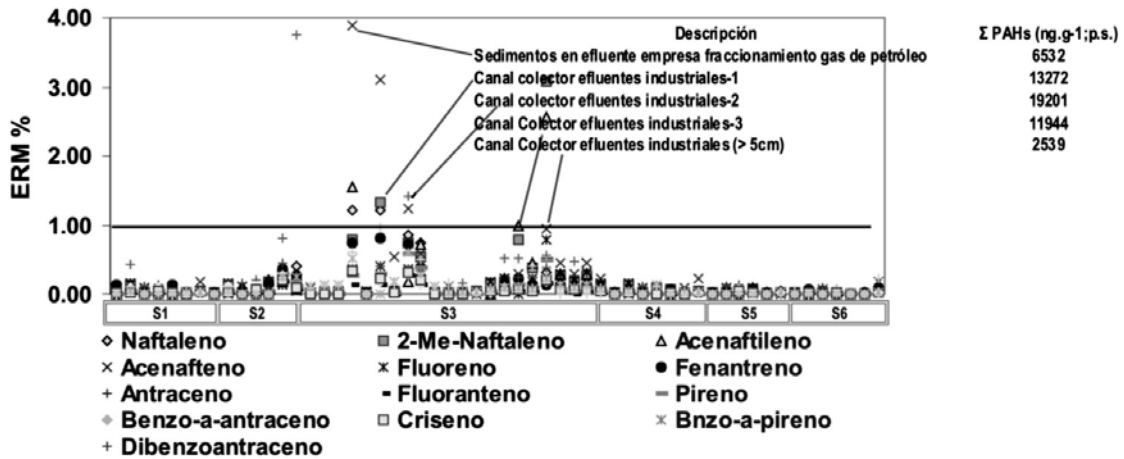 4.00
3.00
2.00
1.00
0.00
ERM %
Descripción Σ PAHs (ng.g-1;p.s.)
Sedimentos en efluente empresa fraccionamiento gas de petróleo 6532
Canal colector efluentes industriales-1 13272
Canal colector efluentes industriales-2 19201
Canal Colector efluentes industriales-3 11944
Canal Colector efluentes industriales (> 5cm) 2539
S1 S2 S3 S4 S5 S6
Naftaleno 2-Me-Naftaleno Acenaftileno
Acenafteno Fluoreno Fenantreno
Antraceno Fluoranteno Pireno
Benzo-a-antraceno Criseno Bnzo-a-pireno
Dibenzoantraceno